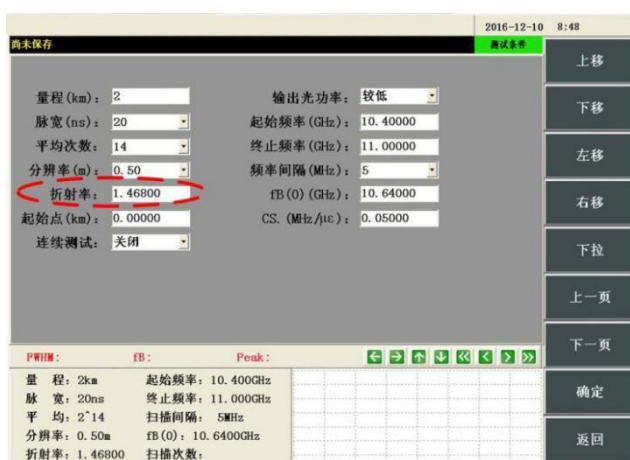 2016-12-10 8:48
尚未保存 测试条件
量程(km): 2
脉宽(ns): 20
平均次数: 14
分辨率(m): 0.50
折射率: 1.46800
起始点(km): 0.00000
连续测试: 关闭
输出光功率: 较低
起始频率(GHz): 10.40000
终止频率(GHz): 11.00000
频率间隔(MHz): 5
fB(0)(GHz): 10.64000
CS.(MHz/με): 0.05000
上移
下移
左移
右移
下拉
上一页
下一页
确定
返回
FWHM: fB: Peak:
量 程: 2km 起始频率: 10.400GHz
脉 宽: 20ns 终止频率: 11.000GHz
平 均: 2^14 扫描间隔: 5MHz
分辨率: 0.50m fB(0): 10.6400GHz
折射率: 1.46800 扫描次数: